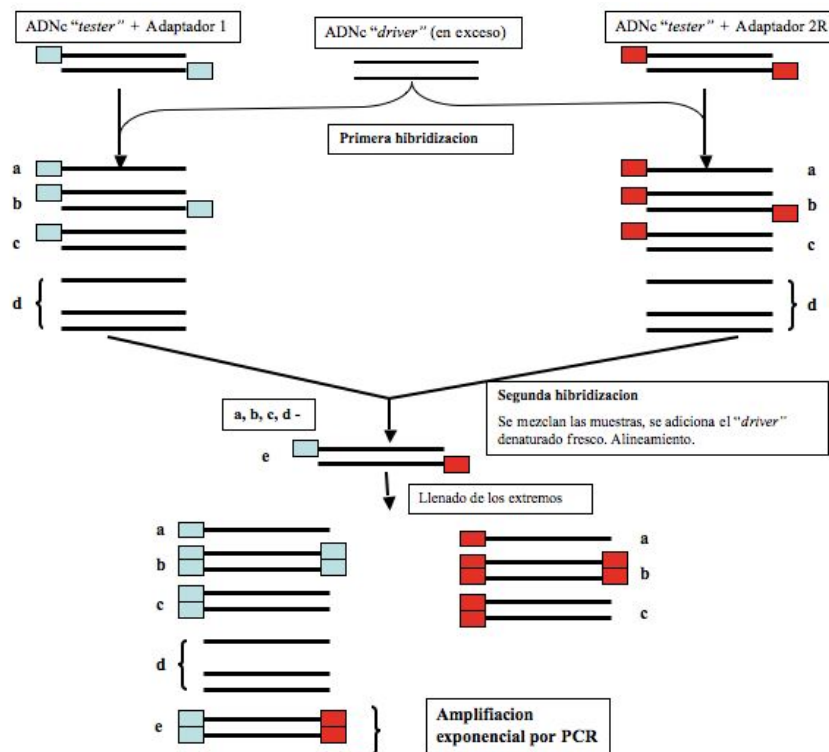 ADNc "tester" + Adaptador 1
ADNc "driver" (en exceso)
ADNc "tester" + Adaptador 2R
Primera hibridizacion
a
b
c
d
a
b
c
d
Segunda hibridizacion
Se mezclan las muestras, se adiciona el "driver"
denaturado fresco. Alineamiento.
a, b, c, d -
e
Llenado de los extremos
a
b
c
d
e
a
b
c
Amplifiacion
exponencial por PCR